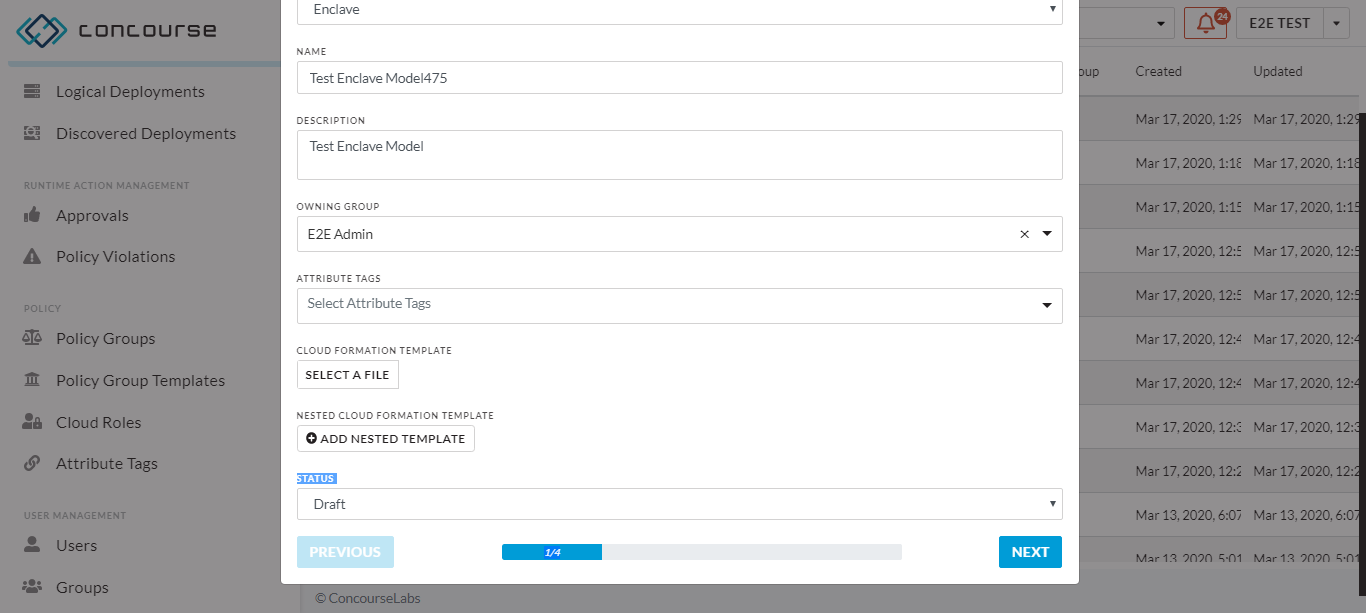 concourse
Logical Deployments
Discovered Deployments
RUNTIME ACTION MANAGEMENT
Approvals
Policy Violations
POLICY
Policy Groups
Policy Group Templates
Cloud Roles
Attribute Tags
USER MANAGEMENT
Users
Groups
Enclave
NAME
Test Enclave Model475
DESCRIPTION
Test Enclave Model
OWNING GROUP
E2E Admin
ATTRIBUTE TAGS
Select Attribute Tags
CLOUD FORMATION TEMPLATE
SELECT A FILE
NESTED CLOUD FORMATION TEMPLATE
ADD NESTED TEMPLATE
STATUS
Draft
PREVIOUS 1/4 NEXT
© ConcourseLabs
24 E2E TEST
oup Created Updated
Mar 17, 2020, 1:29 Mar 17, 2020, 1:29
Mar 17, 2020, 1:18 Mar 17, 2020, 1:18
Mar 17, 2020, 1:15 Mar 17, 2020, 1:15
Mar 17, 2020, 12:5 Mar 17, 2020, 12:5
Mar 17, 2020, 12:5 Mar 17, 2020, 12:5
Mar 17, 2020, 12:4 Mar 17, 2020, 12:4
Mar 17, 2020, 12:4 Mar 17, 2020, 12:4
Mar 17, 2020, 12:3 Mar 17, 2020, 12:3
Mar 17, 2020, 12:2 Mar 17, 2020, 12:2
Mar 13, 2020, 6:07 Mar 13, 2020, 6:07
Mar 13, 2020, 5:01 Mar 13, 2020, 5:01